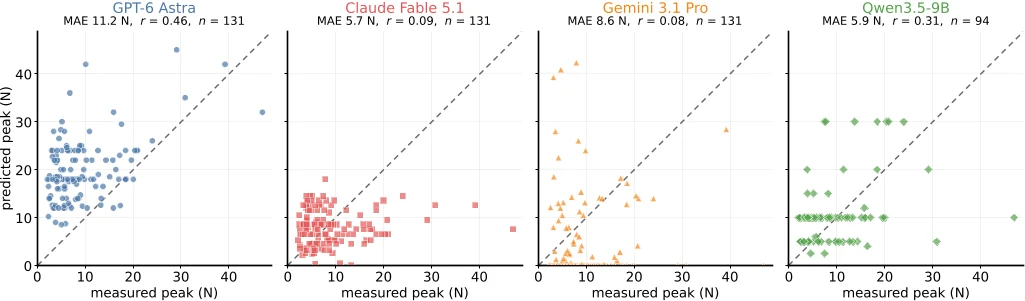 GPT-6 Astra
MAE 11.2 N, r = 0.46, n = 131
Claude Fable 5.1
MAE 5.7 N, r = 0.09, n = 131
Gemini 3.1 Pro
MAE 8.6 N, r = 0.08, n = 131
Qwen3.5-9B
MAE 5.9 N, r = 0.31, n = 94
predicted peak (N)
40
30
20
10
0
0 10 20 30 40
measured peak (N)
0 10 20 30 40
measured peak (N)
0 10 20 30 40
measured peak (N)
0 10 20 30 40
measured peak (N)